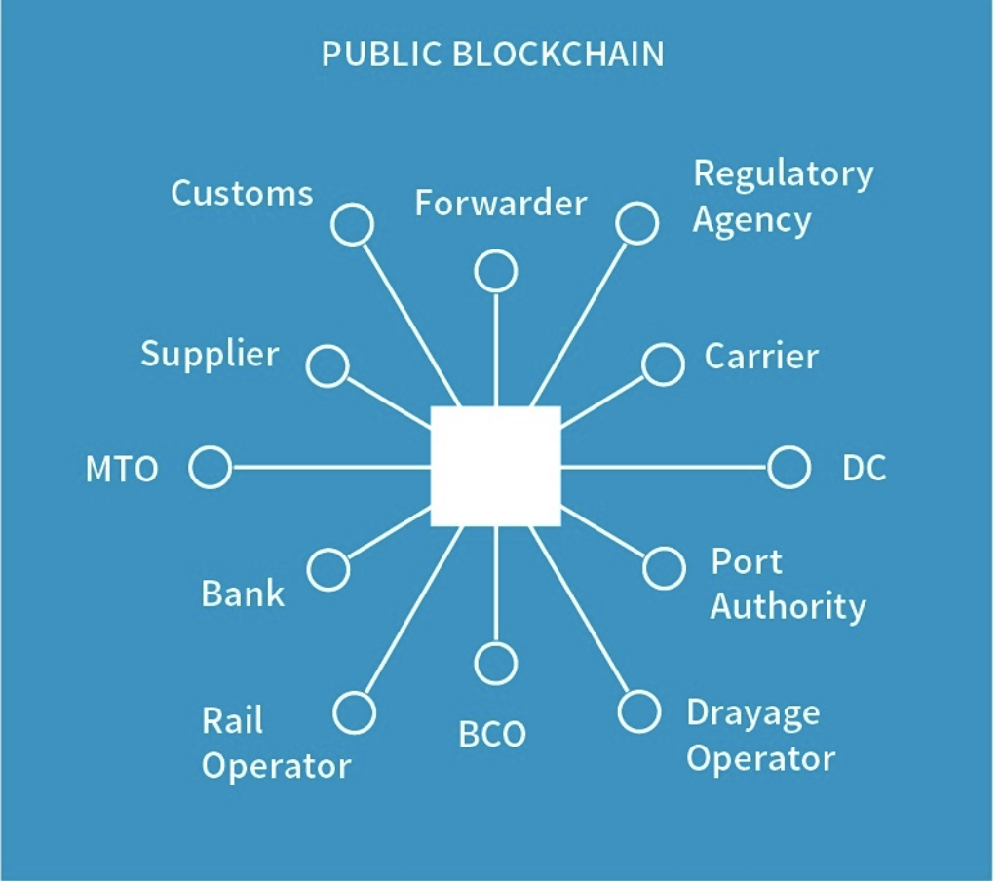 PUBLIC BLOCKCHAIN
Customs
Forwarder
Regulatory
Agency
Supplier
Carrier
MTO
DC
Bank
Port
Authority
Rail
Operator
BCO
Drayage
Operator